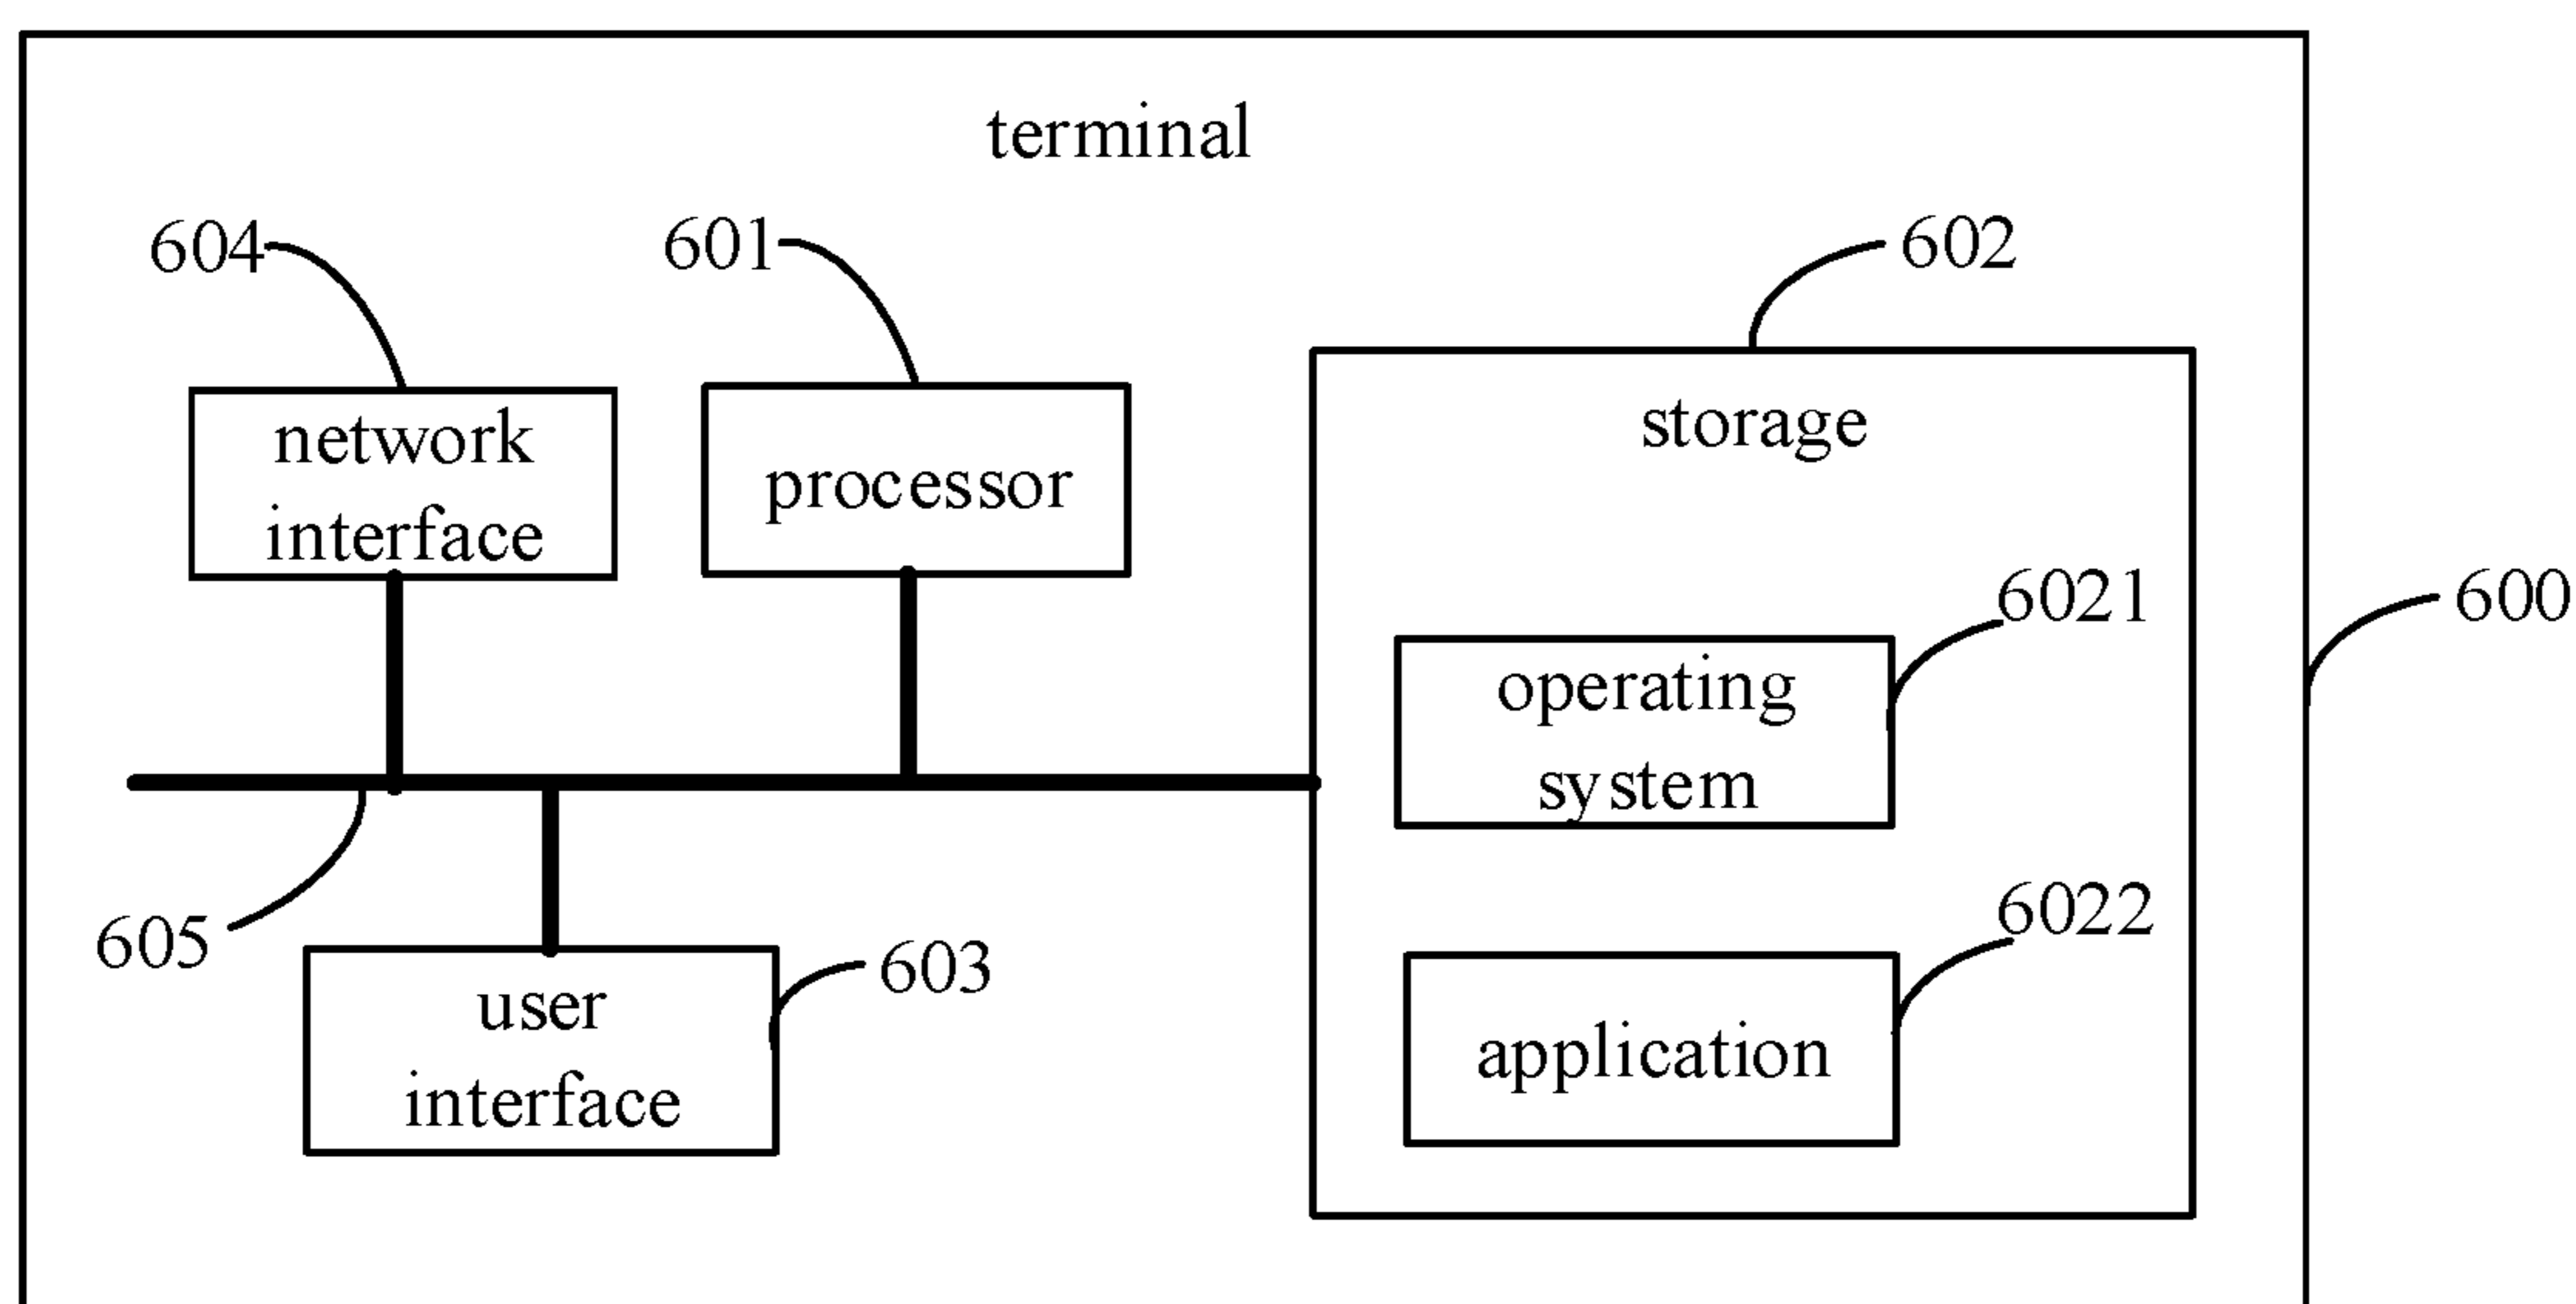 terminal
604
601
602
network
interface
processor
storage
6021
600
operating
system
6022
605
603
user
interface
application